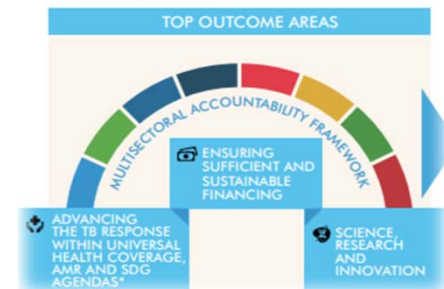 TOP OUTCOME AREAS
MULTISECTORAL ACCOUNTABILITY FRAMEWORK
ENSURING
SUFFICIENT AND
SUSTAINABLE
FINANCING
ADVANCING
THE TB RESPONSE
WITHIN UNIVERSAL
HEALTH COVERAGE,
AMR AND SDG
AGENDAS*
SCIENCE,
RESEARCH
AND
INNOVATION